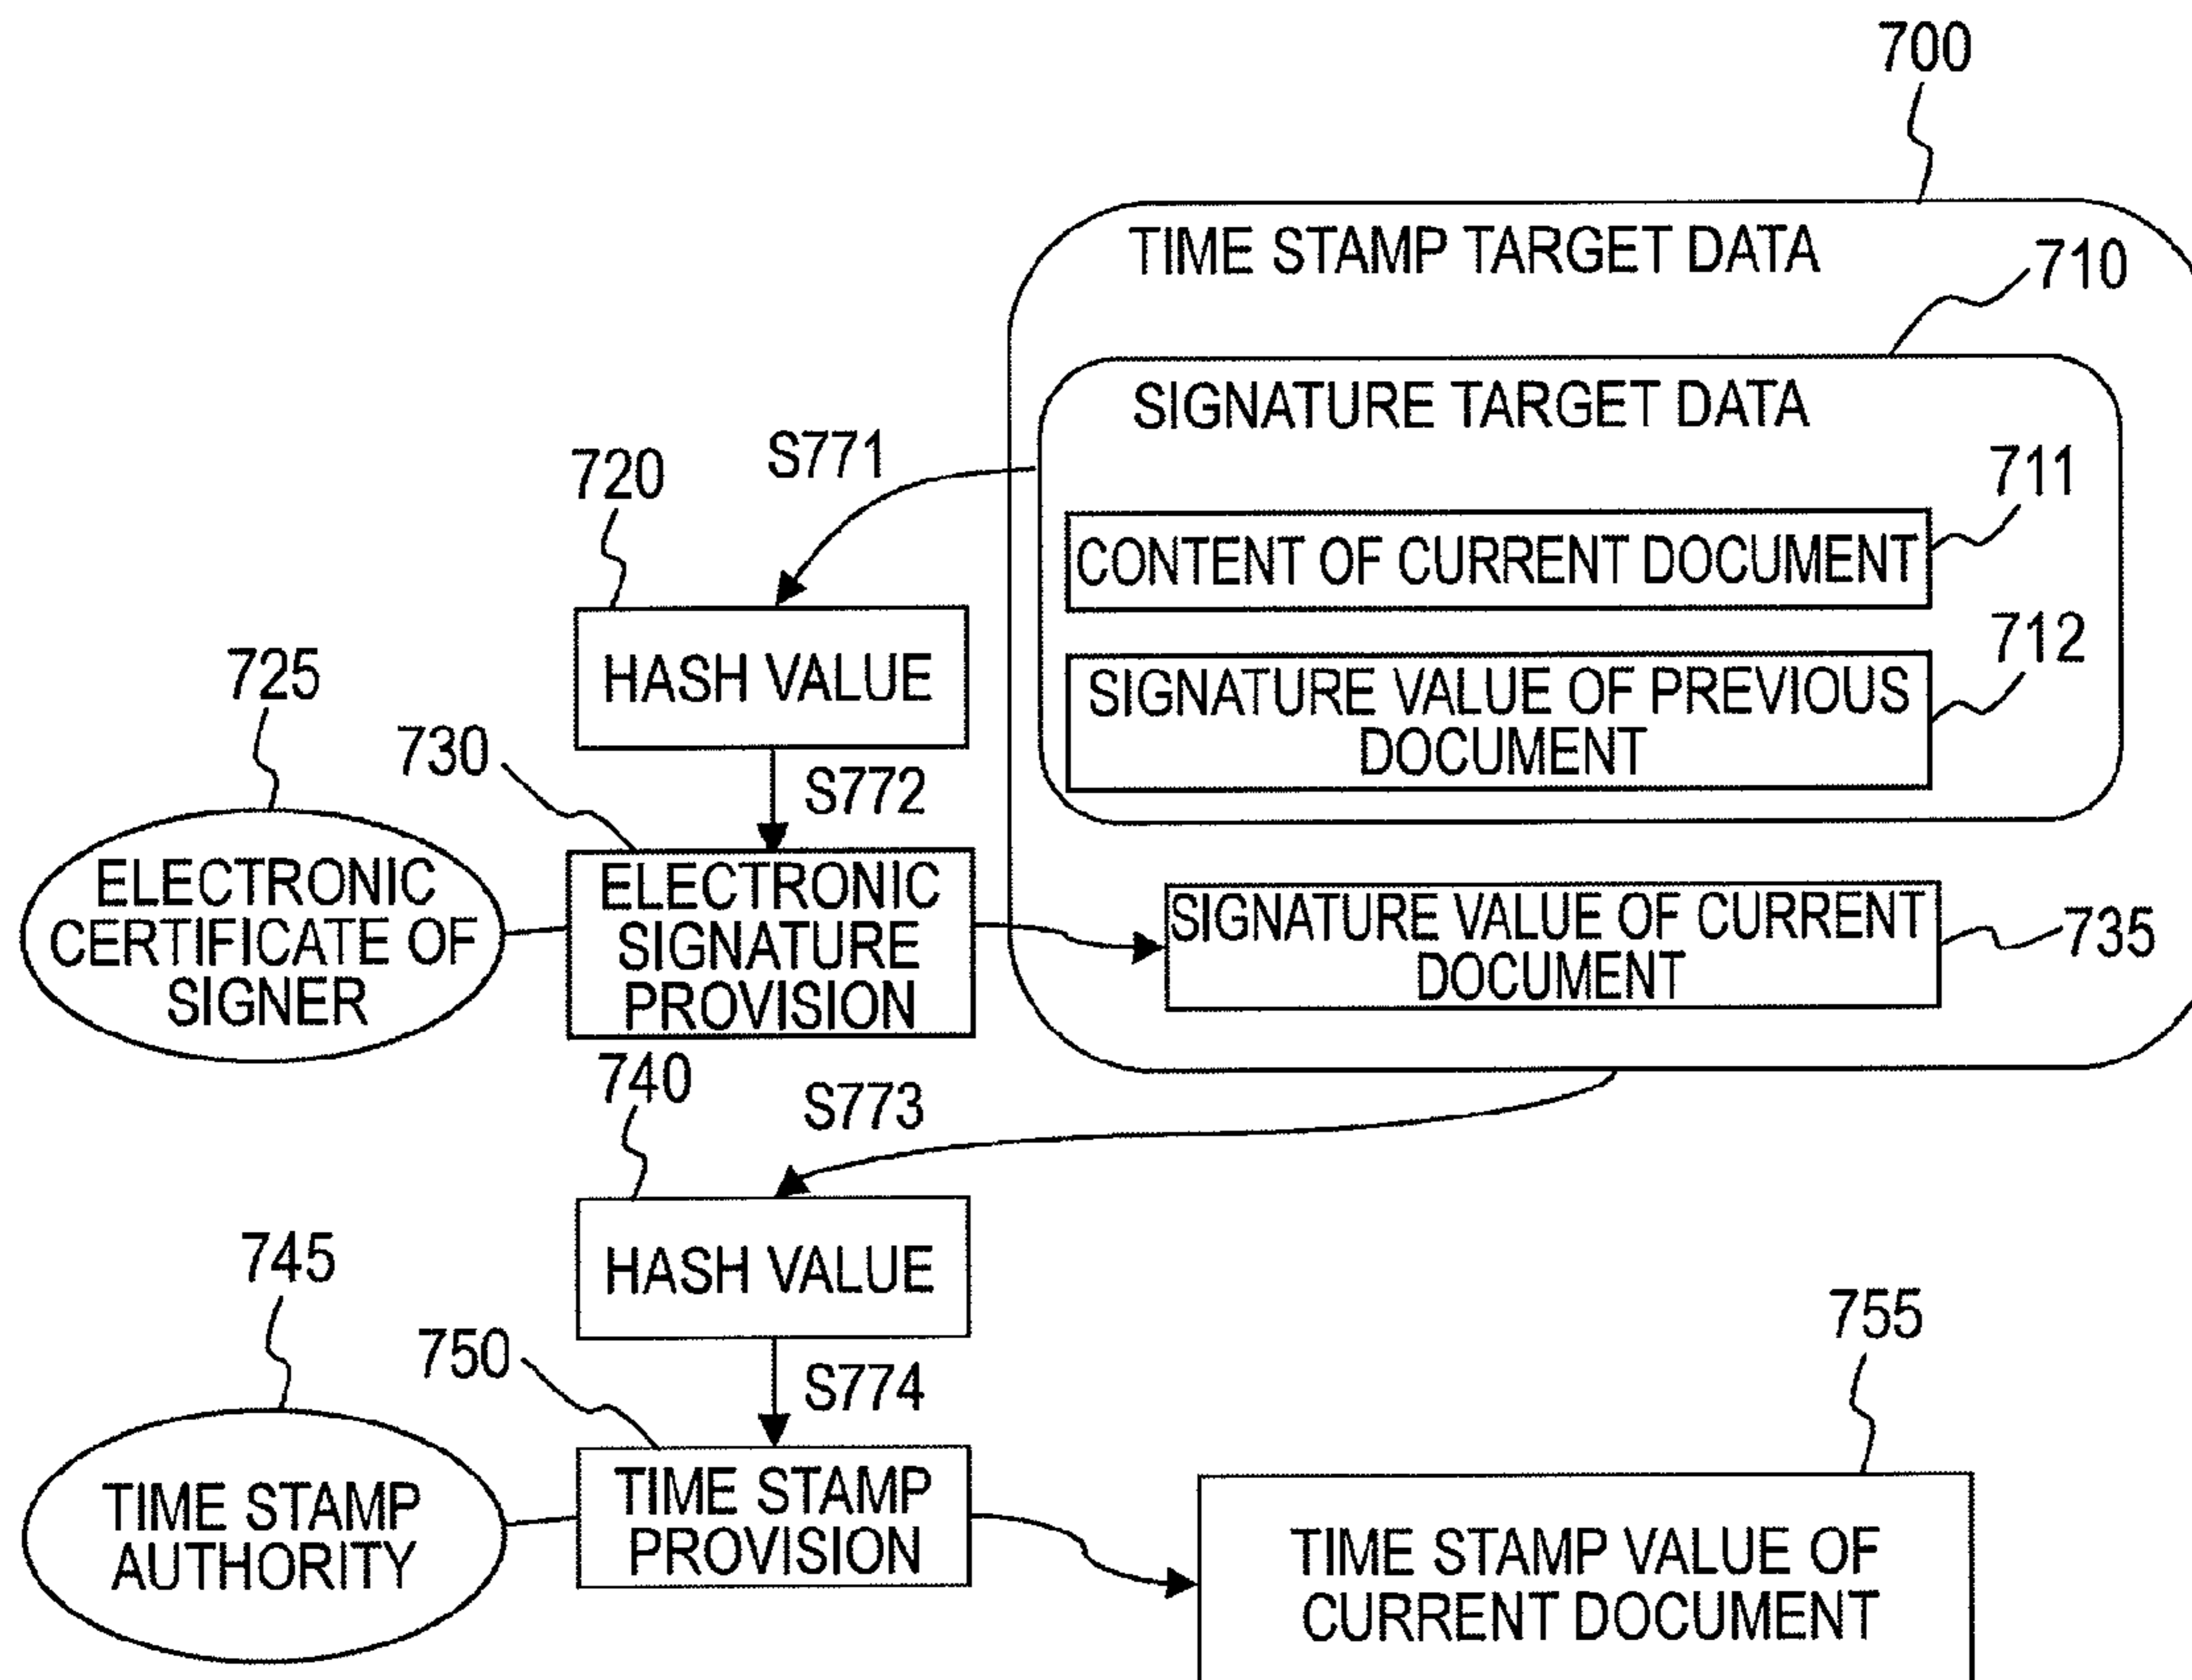 700
TIME STAMP TARGET DATA
710
SIGNATURE TARGET DATA
S771
711
720
CONTENT OF CURRENT DOCUMENT
712
HASH VALUE
SIGNATURE VALUE OF PREVIOUS
DOCUMENT
725
730
S772
ELECTRONIC
CERTIFICATE OF
SIGNER
ELECTRONIC
SIGNATURE
PROVISION
SIGNATURE VALUE OF CURRENT
DOCUMENT
735
740
S773
HASH VALUE
745
750
S774
755
TIME STAMP
AUTHORITY
TIME STAMP
PROVISION
TIME STAMP VALUE OF
CURRENT DOCUMENT